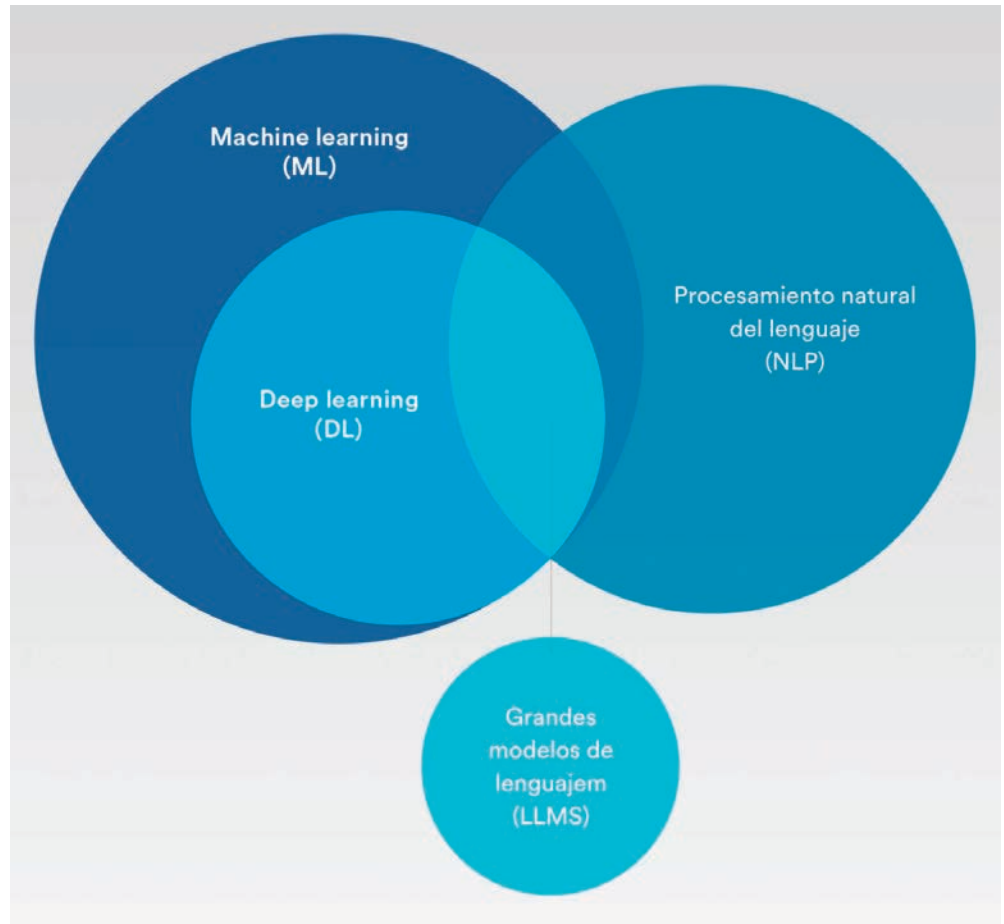 Machine learning
(ML)
Procesamiento natural
del lenguaje
(NLP)
Deep learning
(DL)
Grandes
modelos de
lenguajem
(LLMS)